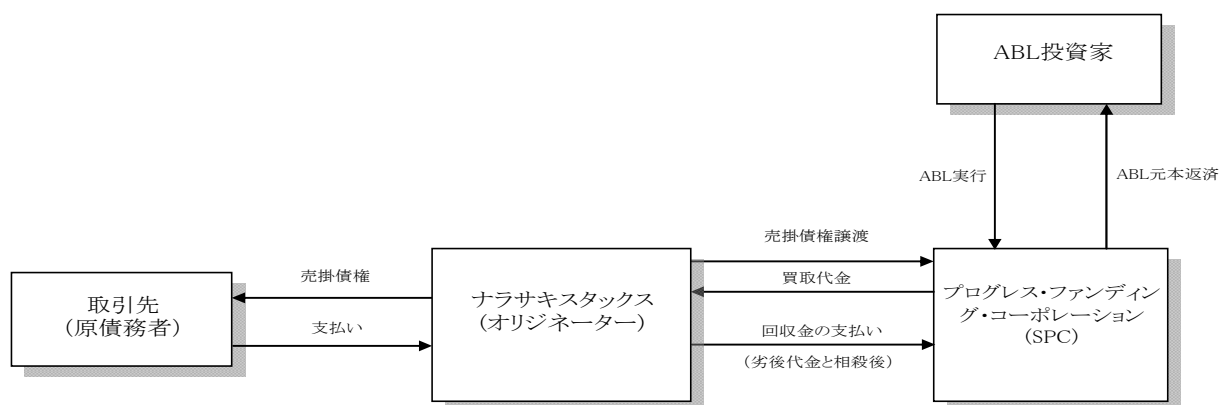 ABL投資家
ABL実行
ABL元本返済
売掛債権譲渡
買取代金
回収金の支払い
(劣後代金と相殺後)
売掛債権
支払い
取引先
(原債務者)
ナラサキスタックス
(オリジネーター)
プログレス・ファンディン
グ・コーポレーション
(SPC)